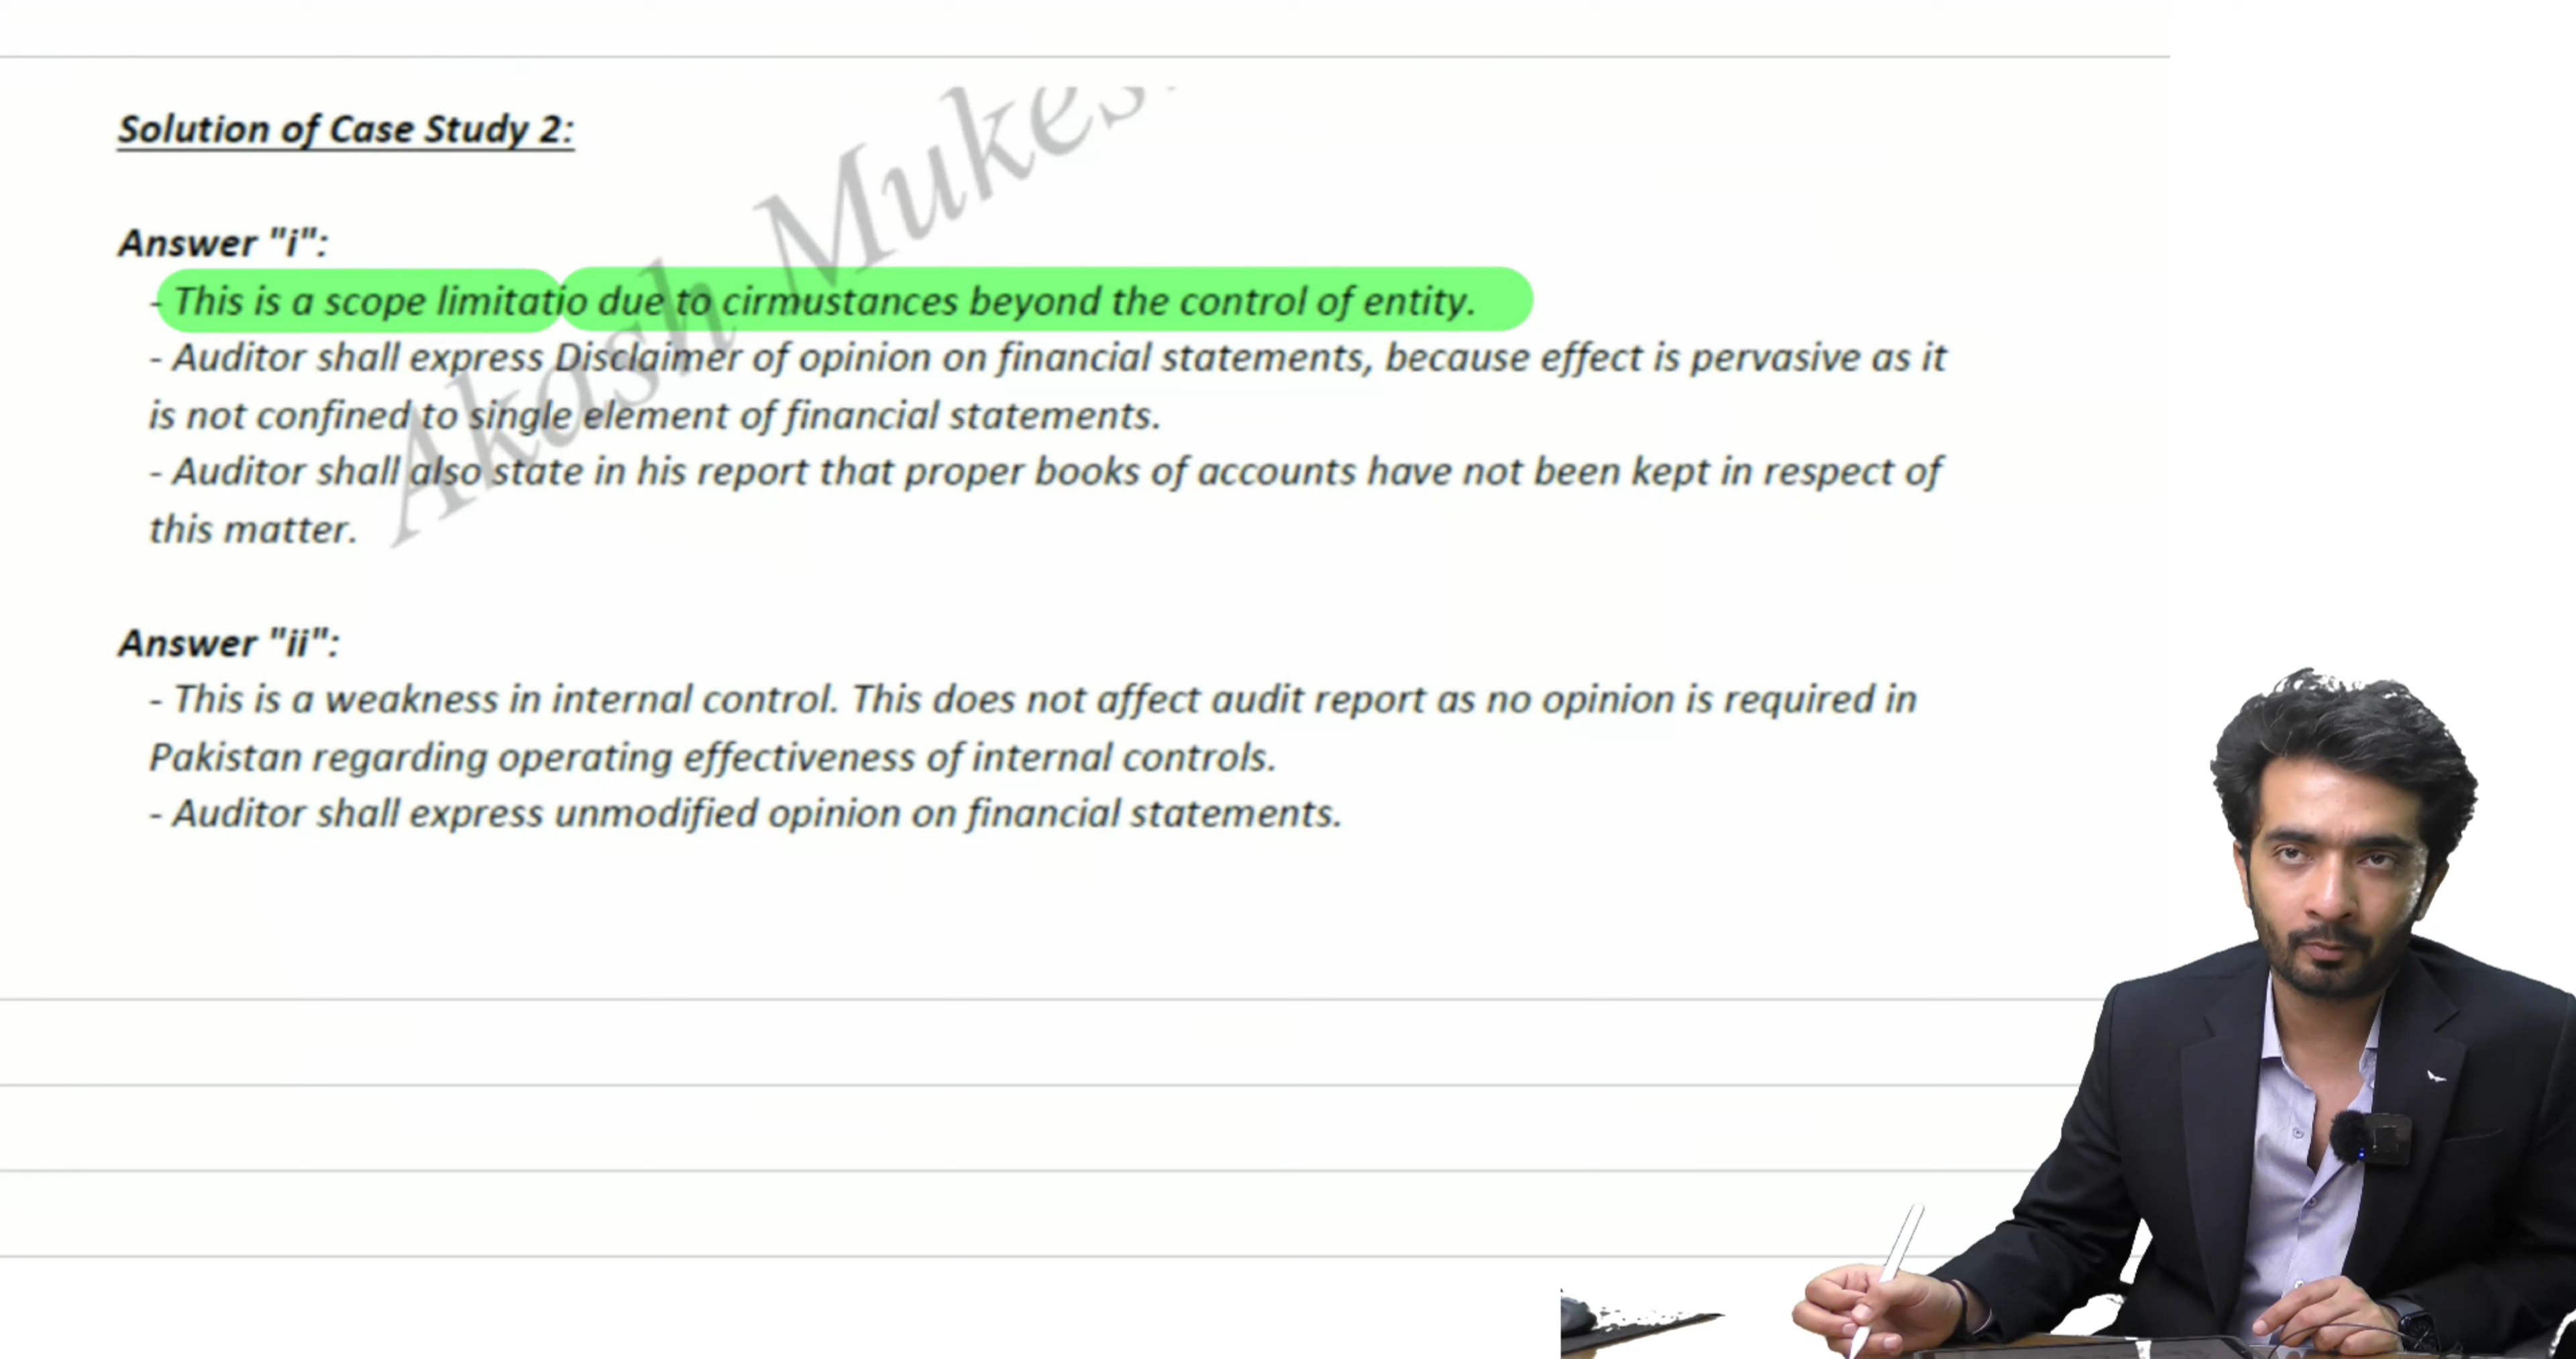 Solution of Case Study 2:
Answer "i":
- This is a scope limitatio due to cirmustances beyond the control of entity.
- Auditor shall express Disclaimer of opinion on financial statements, because effect is pervasive as it
is not confined to single element of financial statements.
- Auditor shall also state in his report that proper books of accounts have not been kept in respect of
this matter.
Answer "ii":
- This is a weakness in internal control. This does not affect audit report as no opinion is required in
Pakistan regarding operating effectiveness of internal controls.
- Auditor shall express unmodified opinion on financial statements.
Akash Mukes